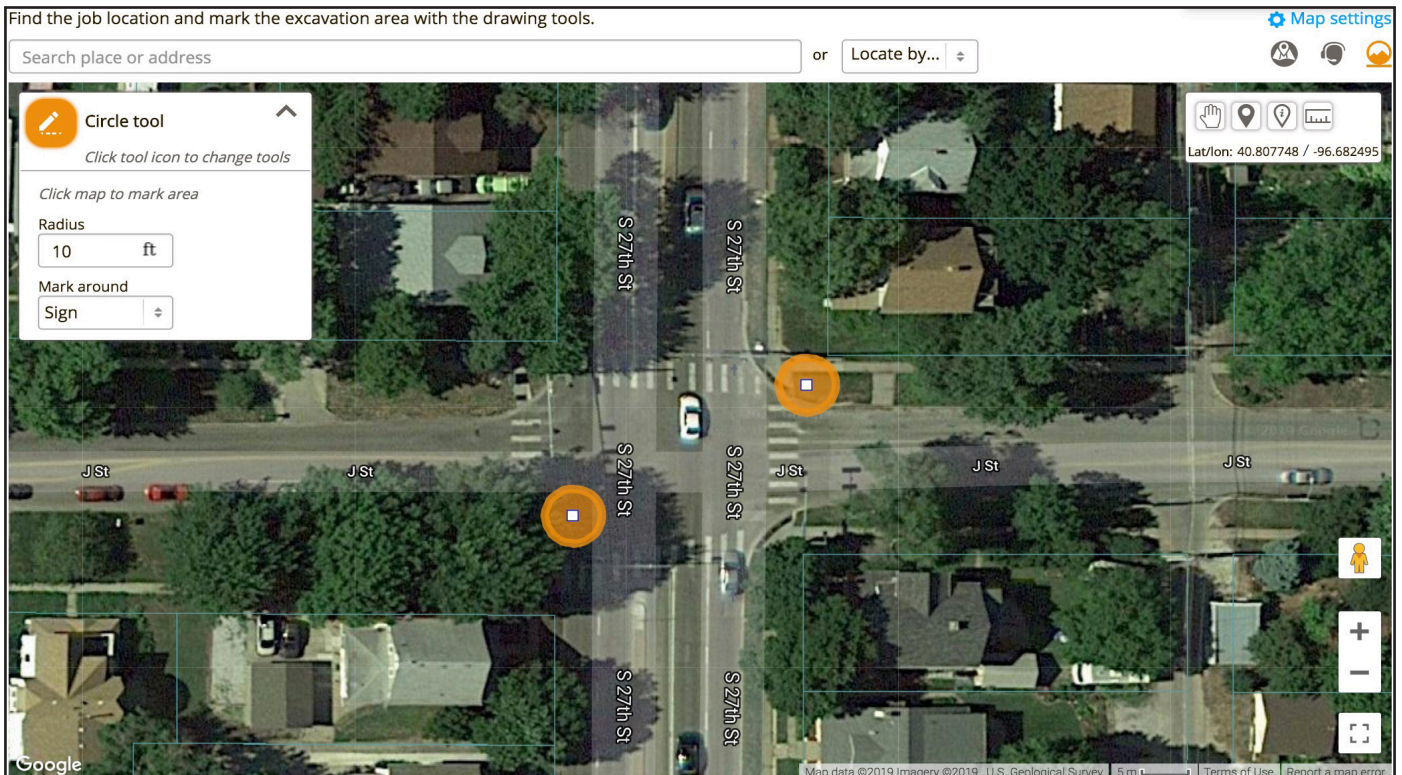 Find the job location and mark the excavation area with the drawing tools.
Map settings
Search place or address
or
Locate by...
Circle tool
Click tool icon to change tools
Click map to mark area
Radius
10 ft
Mark around
Sign
Lat/lon: 40.807748 / -96.682495
S 27th St
S 27th St
J St
J St
S 27th St
S 27th St
J St
J St
J St
S 27th St
S 27th St
Google
Map data ©2019 Imagery ©2019 , U.S. Geological Survey
5 m
Terms of Use
Report a map error